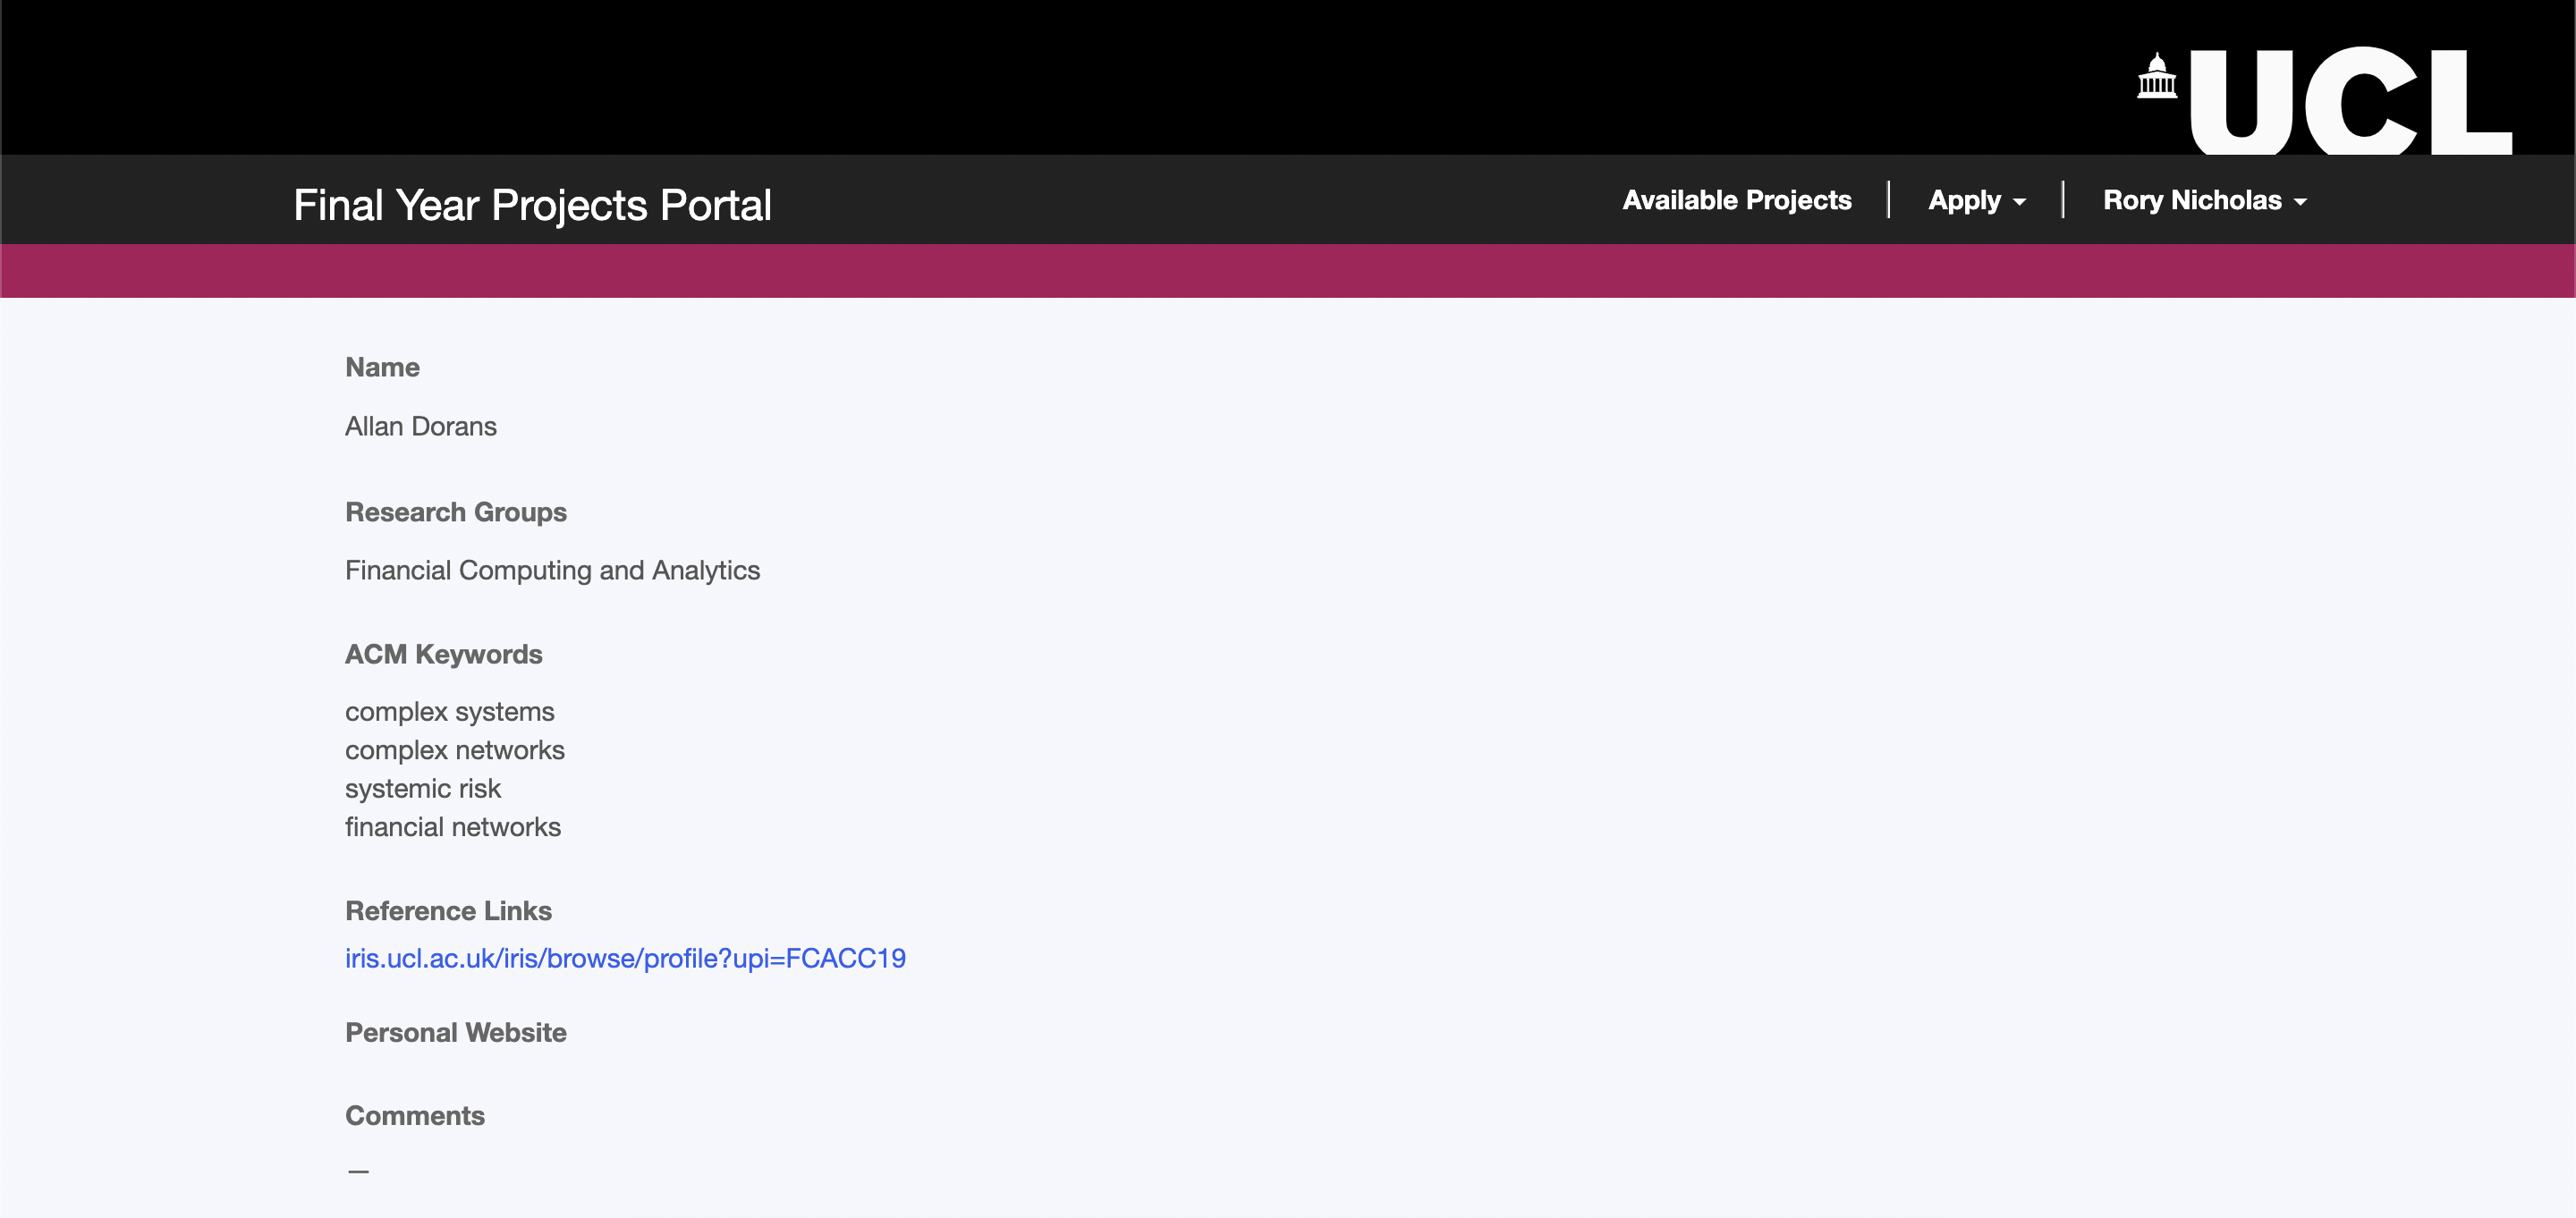 UCL
Final Year Projects Portal
Available Projects
Apply
Rory Nicholas
Name
Allan Dorans
Research Groups
Financial Computing and Analytics
ACM Keywords
complex systems
complex networks
systemic risk
financial networks
Reference Links
iris.ucl.ac.uk/iris/browse/profile?upi=FCACC19
Personal Website
Comments
—